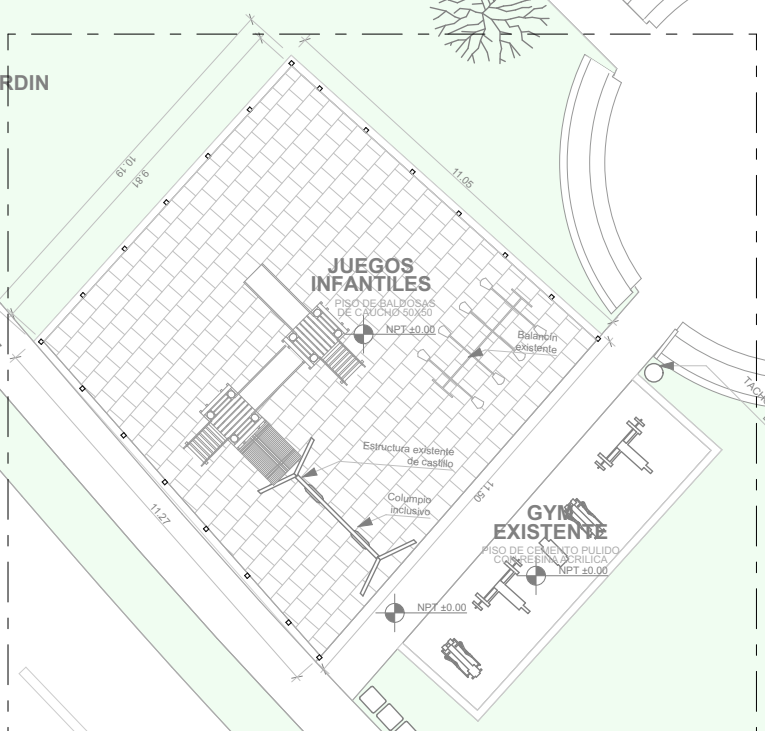 RDIN
10.19
9.81
11.05
JUEGOS
INFANTILES
PISO DE BALDOSAS
DE CAUCHO 50X50
NPT ±0.00
Balancín
existente
TACH
Estructura existente
de castillo
Columpio
inclusivo
11.50
11.27
GYM
EXISTENTE
PISO DE CEMENTO PULIDO
CON RESINA ACRILICA
NPT ±0.00
NPT ±0.00